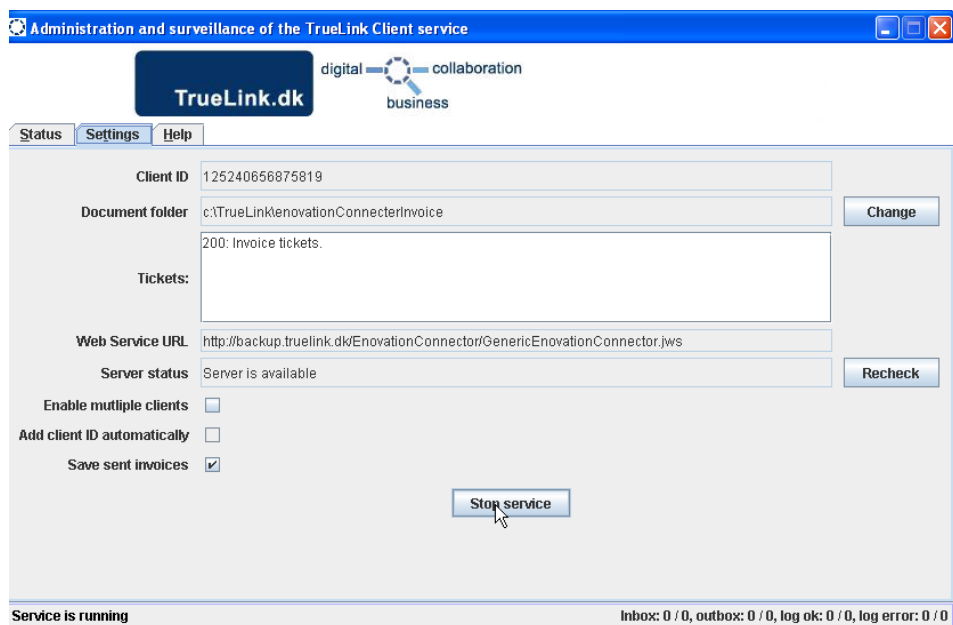 Administration and surveillance of the TrueLink Client service
digital collaboration
TrueLink.dk
business
Status Settings Help
Client ID 125240656875819
Document folder c:\TrueLink\enovationConnecterInvoice Change
200: Invoice tickets.
Tickets:
Web Service URL http://backup.truelink.dk/EnovationConnector/GenericEnovationConnector.jws
Server status Server is available Recheck
Enable mutliple clients
Add client ID automatically
Save sent invoices
Stop service
Service is running Inbox: 0 / 0, outbox: 0 / 0, log ok: 0 / 0, log error: 0 / 0